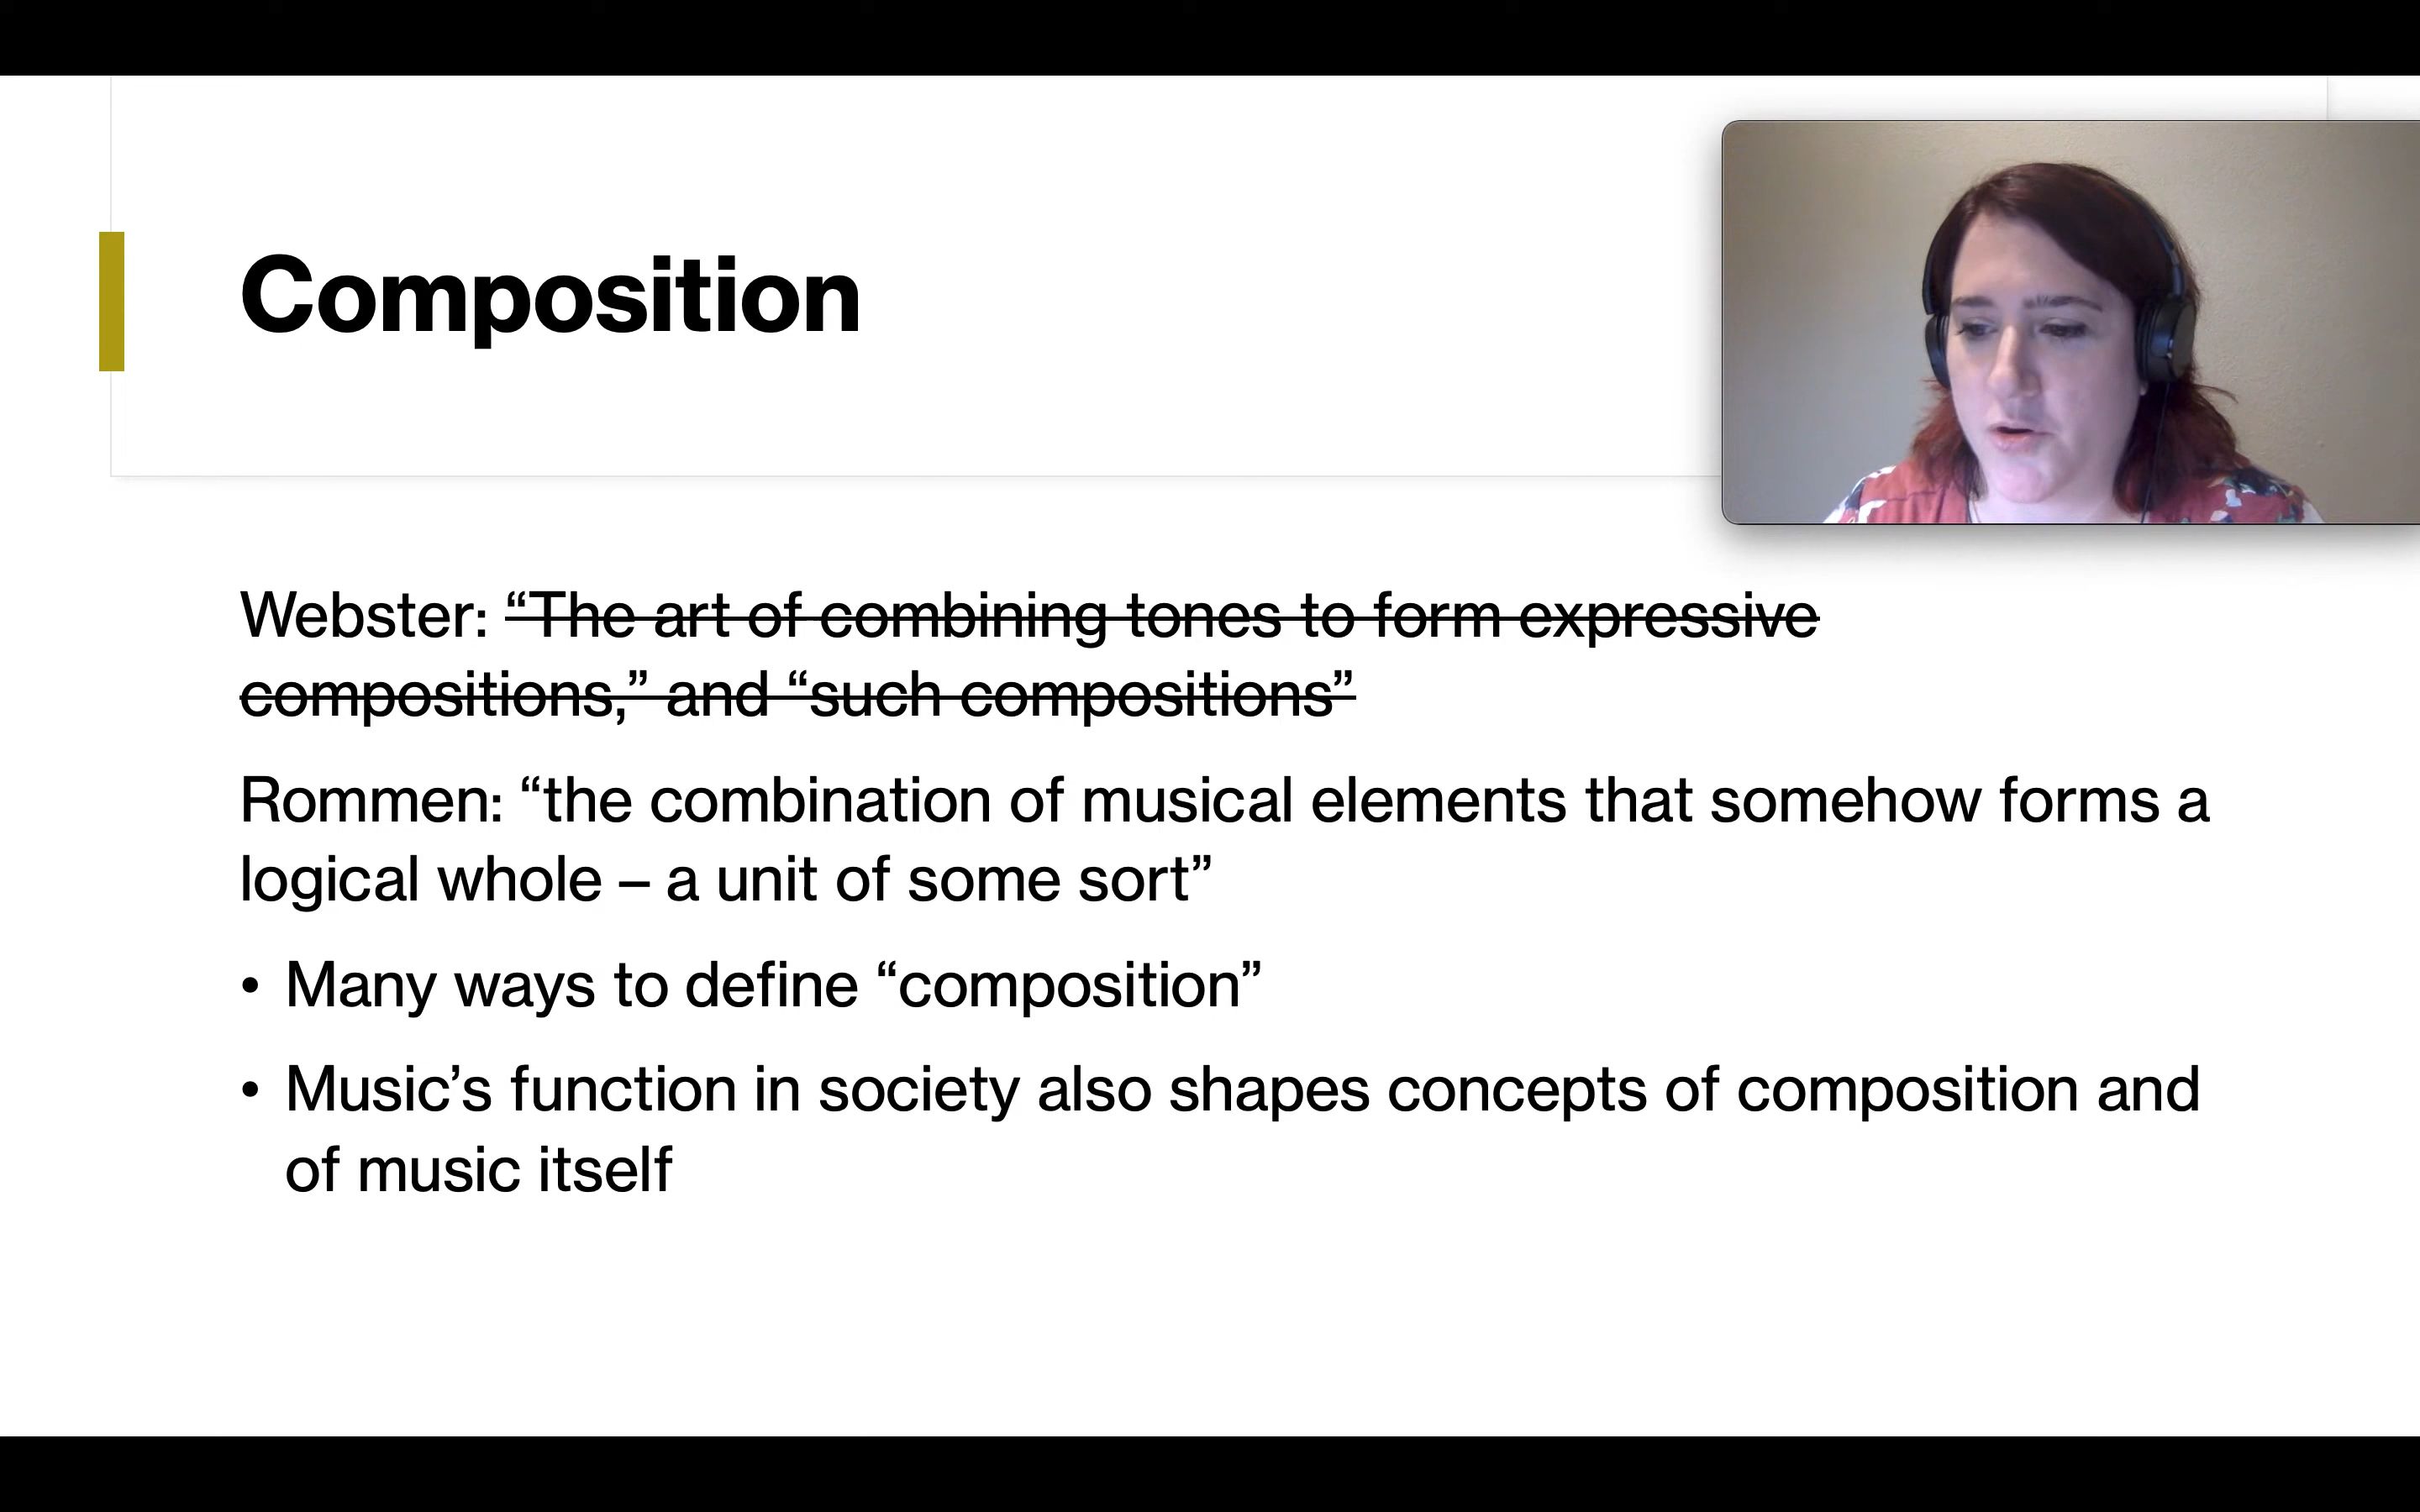 Composition
Webster: “The art of combining tones to form expressive
compositions,” and “such compositions”
Rommen: “the combination of musical elements that somehow forms a
logical whole – a unit of some sort”
• Many ways to define “composition”
• Music’s function in society also shapes concepts of composition and
of music itself